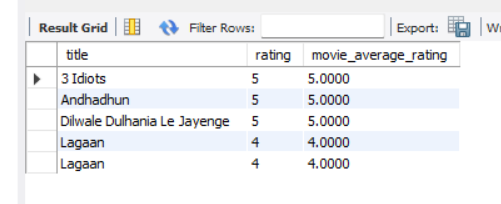 Result Grid Filter Rows: Export: Wr
title rating movie_average_rating
3 Idiots 5 5.0000
Andhadhun 5 5.0000
Dilwale Dulhania Le Jayenge 5 5.0000
Lagaan 4 4.0000
Lagaan 4 4.0000